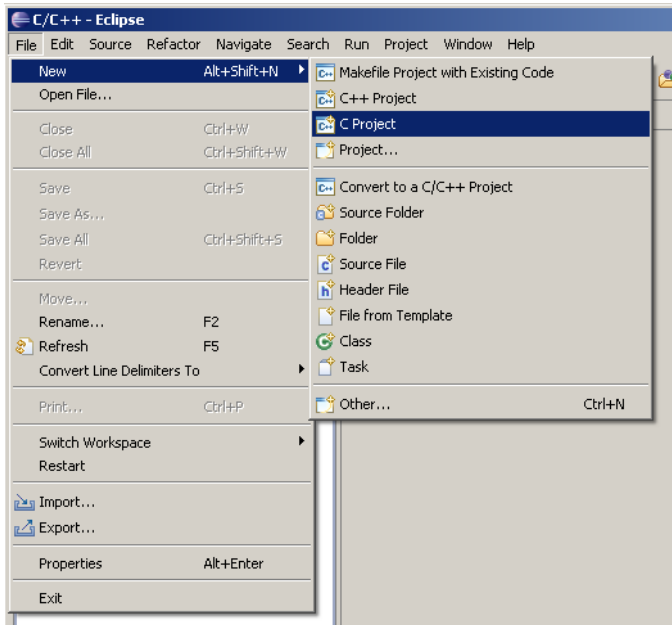 C/C++ - Eclipse
File Edit Source Refactor Navigate Search Run Project Window Help
New Alt+Shift+N
Open File...
Close Ctrl+W
Close All Ctrl+Shift+W
Save Ctrl+S
Save As...
Save All Ctrl+Shift+S
Revert
Move...
Rename... F2
Refresh F5
Convert Line Delimiters To
Print... Ctrl+P
Switch Workspace
Restart
Import...
Export...
Properties Alt+Enter
Exit
Makefile Project with Existing Code
C++ Project
C Project
Project...
Convert to a C/C++ Project
Source Folder
Folder
Source File
Header File
File from Template
Class
Task
Other... Ctrl+N